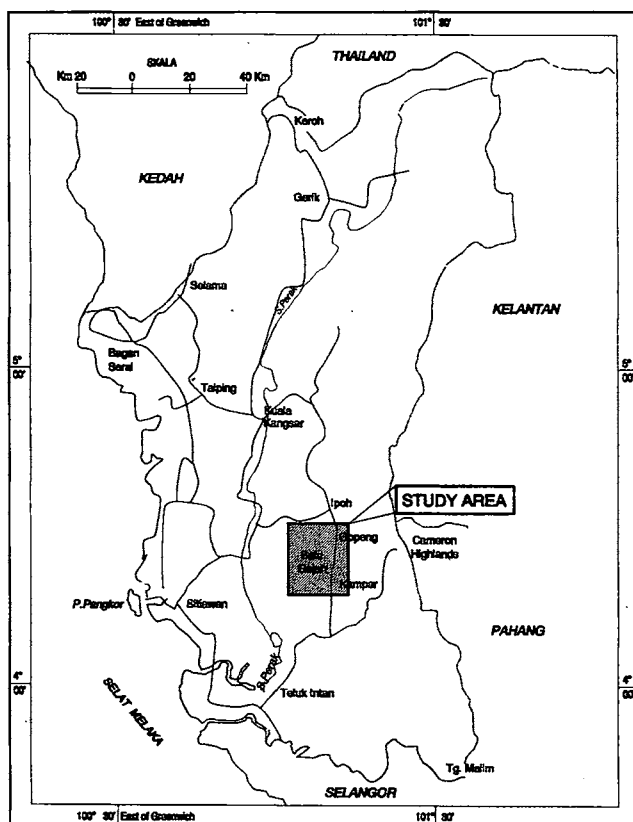 100° 30' East of Greenwich 101° 30'
THAILAND
SKALA
Km 20 0 20 40 Km
Keroh
KEDAH
Gerik
Selama
S.Perak
KELANTAN
Bagan
Serai
5°
00'
5°
00'
Taiping
Kuala
Kangsar
Ipoh
STUDY AREA
Gopeng
Batu
Gajah
Cameron
Highlands
Kampar
P.Pangkor
Sitiawan
PAHANG
S.Perak
4°
00'
4°
00'
SELAT MELAKA
Teluk Intan
Tg. Malim
SELANGOR
100° 30' East of Greenwich 101° 30'